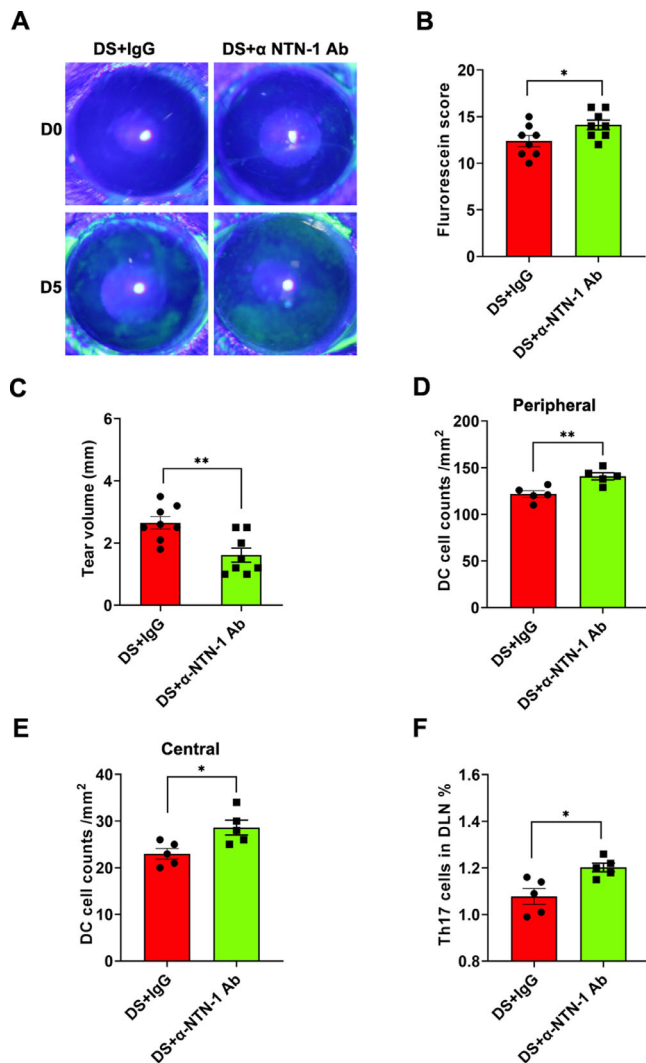 A
DS+IgG
DS+α NTN-1 Ab
D0
D5
B
Flurorescein score
20
15
10
5
0
*
DS+IgG
DS+α-NTN-1 Ab
C
Tear volume (mm)
6
4
2
0
**
DS+IgG
DS+α-NTN-1 Ab
D
Peripheral
DC cell counts /mm²
200
150
100
50
0
**
DS+IgG
DS+α-NTN-1 Ab
E
Central
DC cell counts /mm²
40
30
20
10
0
*
DS+IgG
DS+α-NTN-1 Ab
F
Th17 cells in DLN %
1.6
1.4
1.2
1.0
0.8
*
DS+IgG
DS+α-NTN-1 Ab